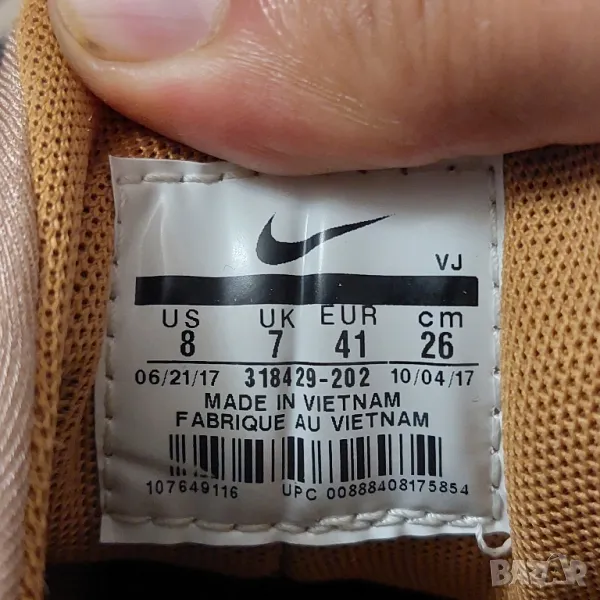 VJ
US UK EUR cm
8 7 41 26
06/21/17 318429-202 10/04/17
MADE IN VIETNAM
FABRIQUE AU VIETNAM
107649116 UPC 00888408175854
BAZAR